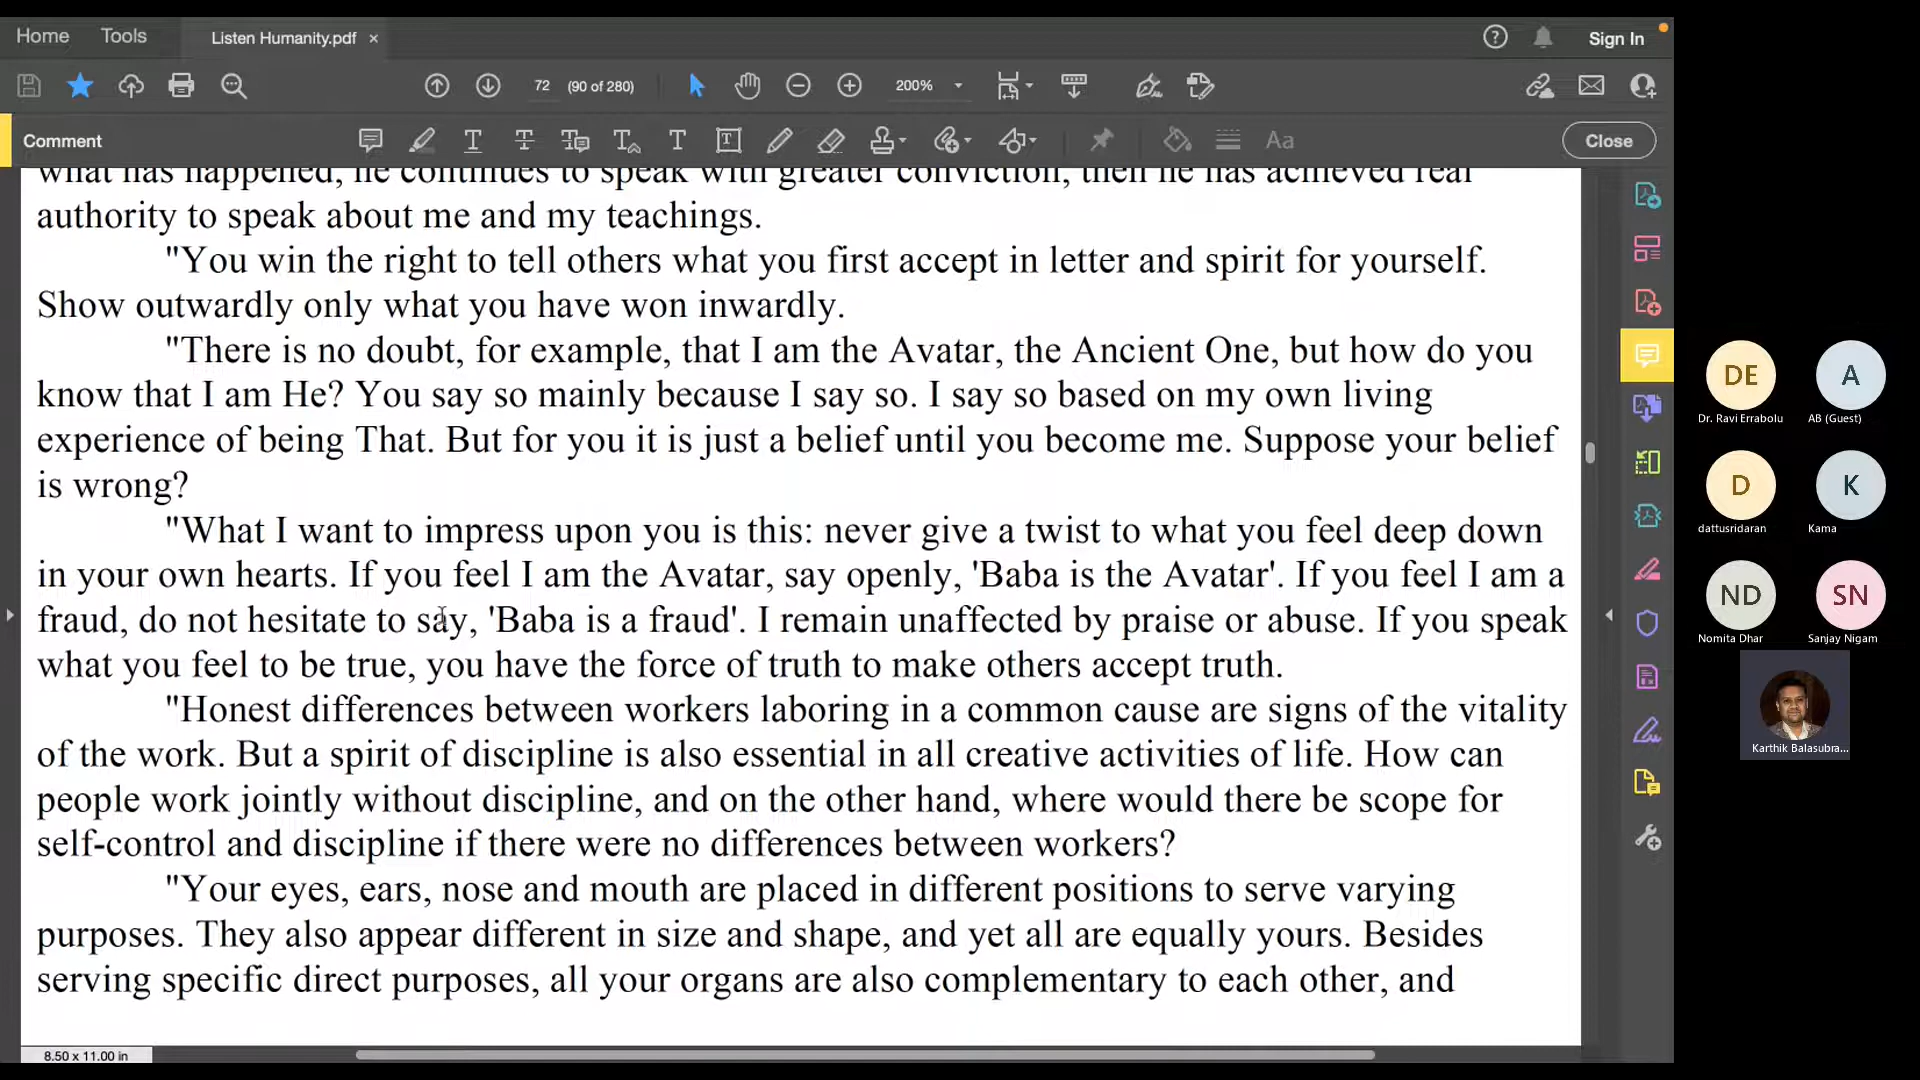 Home Tools Listen Humanity.pdf × Sign In
72 (90 of 280) 200%
Comment Close
what has happened, he continues to speak with greater conviction, then he has achieved real
authority to speak about me and my teachings.
"You win the right to tell others what you first accept in letter and spirit for yourself.
Show outwardly only what you have won inwardly.
"There is no doubt, for example, that I am the Avatar, the Ancient One, but how do you
know that I am He? You say so mainly because I say so. I say so based on my own living
experience of being That. But for you it is just a belief until you become me. Suppose your belief
is wrong?
"What I want to impress upon you is this: never give a twist to what you feel deep down
in your own hearts. If you feel I am the Avatar, say openly, 'Baba is the Avatar'. If you feel I am a
fraud, do not hesitate to say, 'Baba is a fraud'. I remain unaffected by praise or abuse. If you speak
what you feel to be true, you have the force of truth to make others accept truth.
"Honest differences between workers laboring in a common cause are signs of the vitality
of the work. But a spirit of discipline is also essential in all creative activities of life. How can
people work jointly without discipline, and on the other hand, where would there be scope for
self-control and discipline if there were no differences between workers?
"Your eyes, ears, nose and mouth are placed in different positions to serve varying
purposes. They also appear different in size and shape, and yet all are equally yours. Besides
serving specific direct purposes, all your organs are also complementary to each other, and
8.50 x 11.00 in
DE A
Dr. Ravi Errabolu AB (Guest)
D K
dattusridaran Kama
ND SN
Nomita Dhar Sanjay Nigam
Karthik Balasubra...